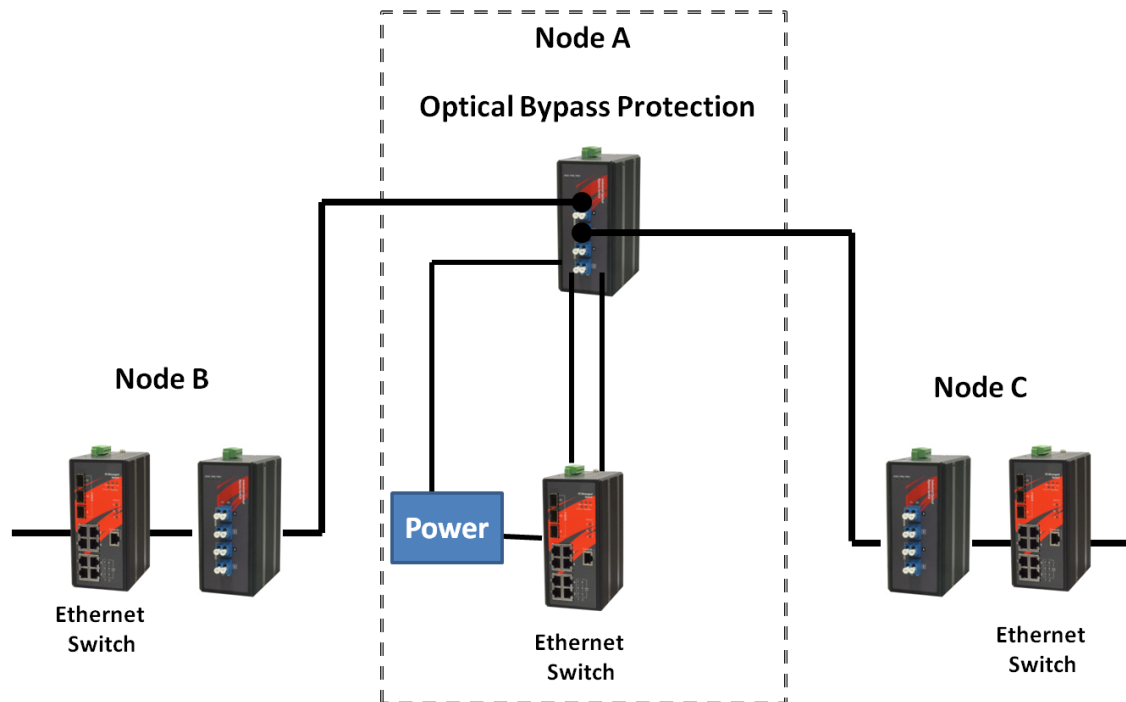 Node A
Optical Bypass Protection
Node B
Node C
Power
Ethernet
Switch
Ethernet
Switch
Ethernet
Switch